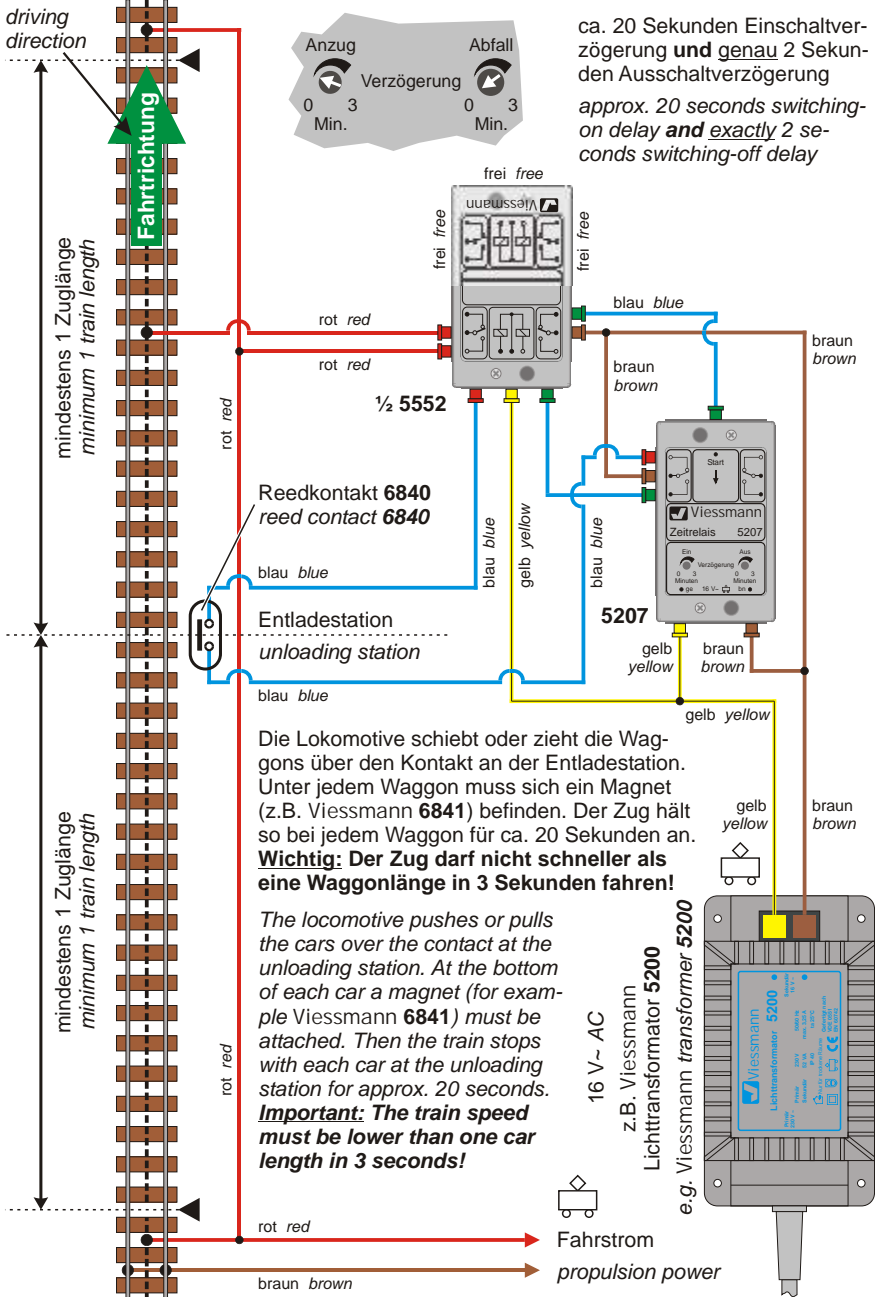 driving
direction
Fahrtrichtung
Anzug
Abfall
Verzögerung
0 3
Min.
0 3
Min.
ca. 20 Sekunden Einschaltver-
zögerung und genau 2 Sekun-
den Ausschaltverzögerung
approx. 20 seconds switching-
on delay and exactly 2 se-
conds switching-off delay
frei free
frei free
frei free
Viessmann
mindestens 1 Zuglänge
minimum 1 train length
rot red
rot red
rot red
blau blue
braun
brown
braun
brown
½ 5552
Start
Viessmann
Zeitrelais 5207
Ein
Aus
Verzögerung
0 3
Minuten
0 3
Minuten
ge 16 V~ bn
5207
Reedkontakt 6840
reed contact 6840
blau blue
blau blue
gelb yellow
blau blue
Entladestation
unloading station
blau blue
gelb
yellow
braun
brown
gelb yellow
Die Lokomotive schiebt oder zieht die Wag-
gons über den Kontakt an der Entladestation.
Unter jedem Waggon muss sich ein Magnet
(z.B. Viessmann 6841) befinden. Der Zug hält
so bei jedem Waggon für ca. 20 Sekunden an.
Wichtig: Der Zug darf nicht schneller als
eine Waggonlänge in 3 Sekunden fahren!
The locomotive pushes or pulls
the cars over the contact at the
unloading station. At the bottom
of each car a magnet (for exam-
ple Viessmann 6841) must be
attached. Then the train stops
with each car at the unloading
station for approx. 20 seconds.
Important: The train speed
must be lower than one car
length in 3 seconds!
mindestens 1 Zuglänge
minimum 1 train length
rot red
gelb
yellow
braun
brown
16 V~ AC
z.B. Viessmann
Lichttransformator 5200
e.g. Viessmann transformer 5200
Viessmann
Lichttransformator 5200
rot red
Fahrstrom
propulsion power
braun brown